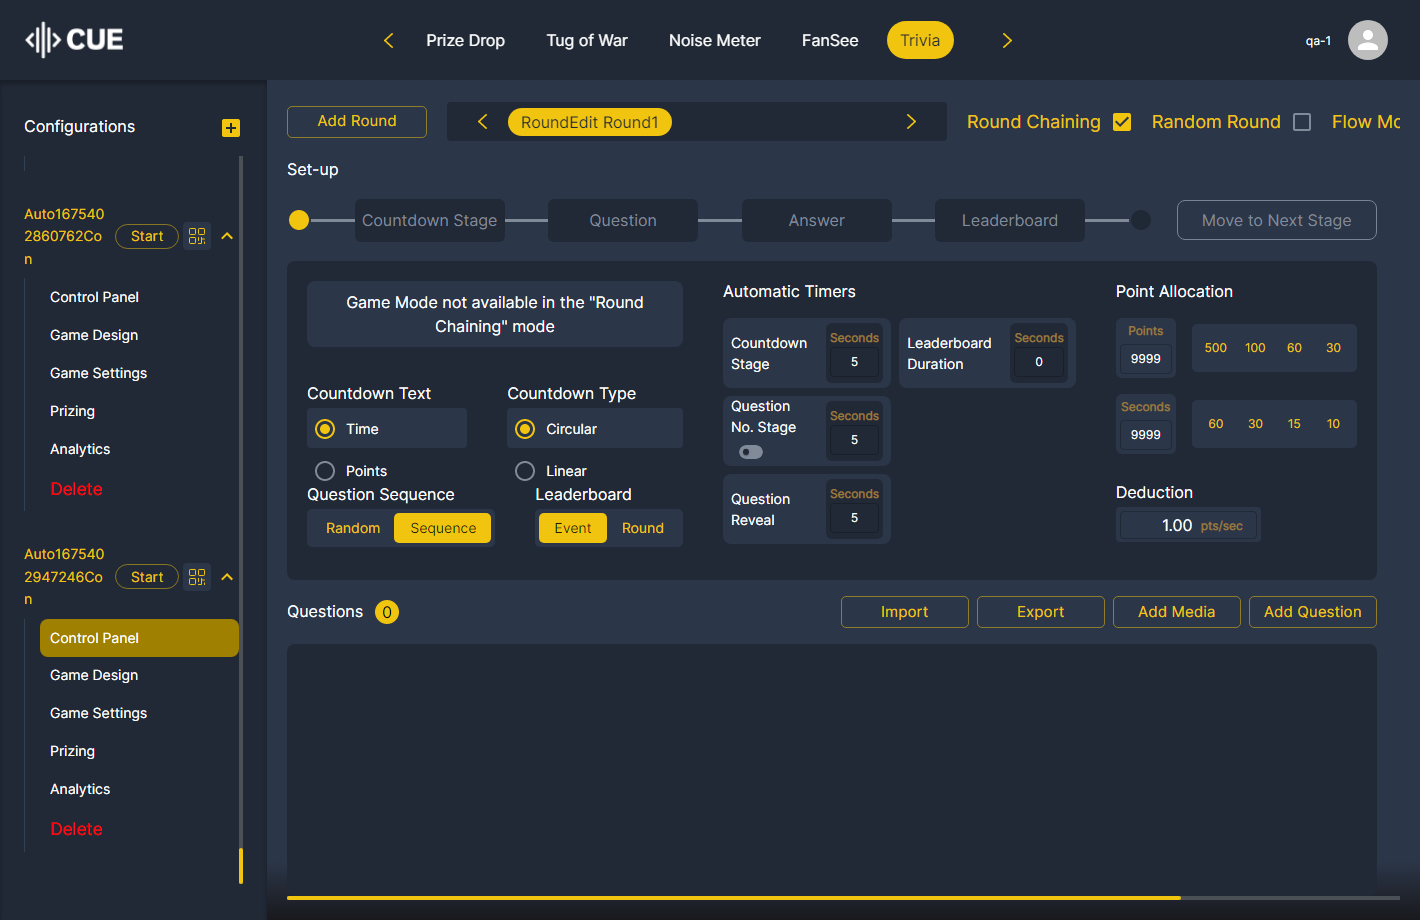 CUE
Prize Drop
Tug of War
Noise Meter
FanSee
Trivia
qa-1
Configurations
Auto167540
2860762Co
n
Start
Control Panel
Game Design
Game Settings
Prizing
Analytics
Delete
Auto167540
2947246Co
n
Start
Control Panel
Game Design
Game Settings
Prizing
Analytics
Delete
Add Round
RoundEdit Round1
Round Chaining
Random Round
Flow Mo
Set-up
Countdown Stage
Question
Answer
Leaderboard
Move to Next Stage
Game Mode not available in the "Round
Chaining" mode
Countdown Text
Time
Points
Countdown Type
Circular
Linear
Question Sequence
Random
Sequence
Leaderboard
Event
Round
Automatic Timers
Countdown
Stage
Seconds
5
Leaderboard
Duration
Seconds
0
Question
No. Stage
Seconds
5
Question
Reveal
Seconds
5
Point Allocation
Points
9999
500 100 60 30
Seconds
9999
60 30 15 10
Deduction
1.00 pts/sec
Questions 0
Import
Export
Add Media
Add Question